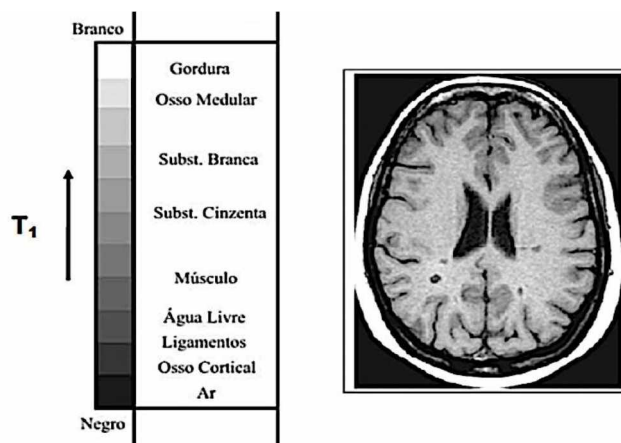 Branco
Gordura
Osso Medular
Subst. Branca
T1
Subst. Cinzenta
Músculo
Água Livre
Ligamentos
Osso Cortical
Ar
Negro